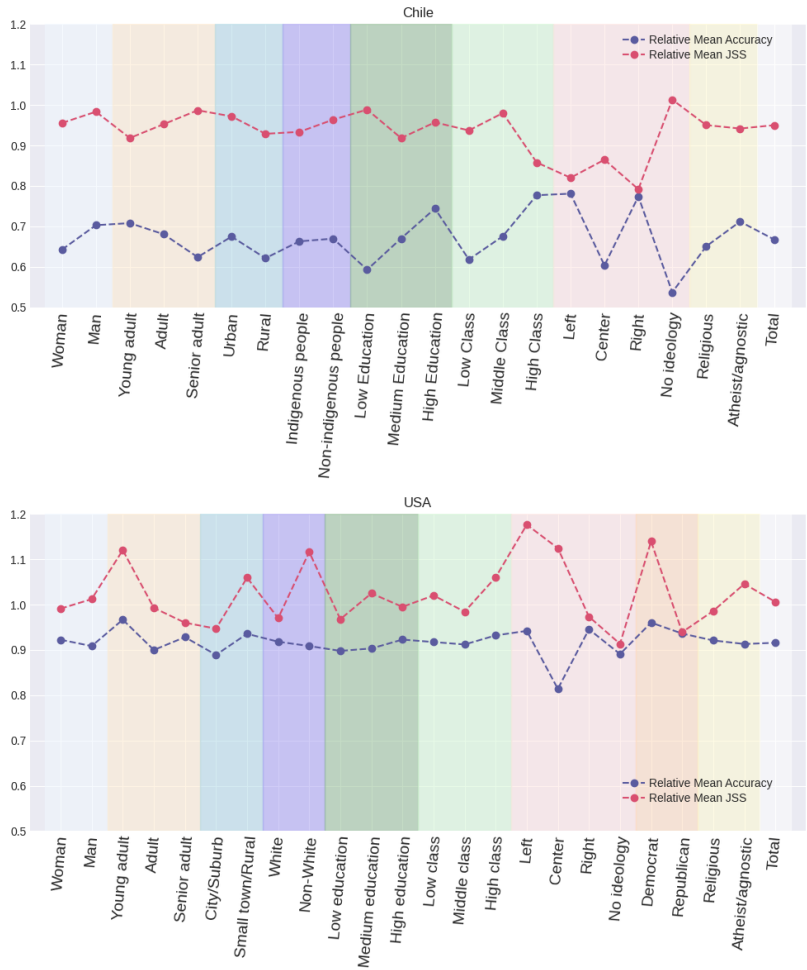 Chile
1.2
1.1
1.0
0.9
0.8
0.7
0.6
0.5
Relative Mean Accuracy
Relative Mean JSS
Woman
Man
Young adult
Adult
Senior adult
Urban
Rural
Indigenous people
Non-indigenous people
Low Education
Medium Education
High Education
Low Class
Middle Class
High Class
Left
Center
Right
No ideology
Religious
Atheist/agnostic
Total
USA
1.2
1.1
1.0
0.9
0.8
0.7
0.6
0.5
Relative Mean Accuracy
Relative Mean JSS
Woman
Man
Young adult
Adult
Senior adult
City/Suburb
Small town/Rural
White
Non-White
Low education
Medium education
High education
Low class
Middle class
High class
Left
Center
Right
No ideology
Democrat
Republican
Religious
Atheist/agnostic
Total